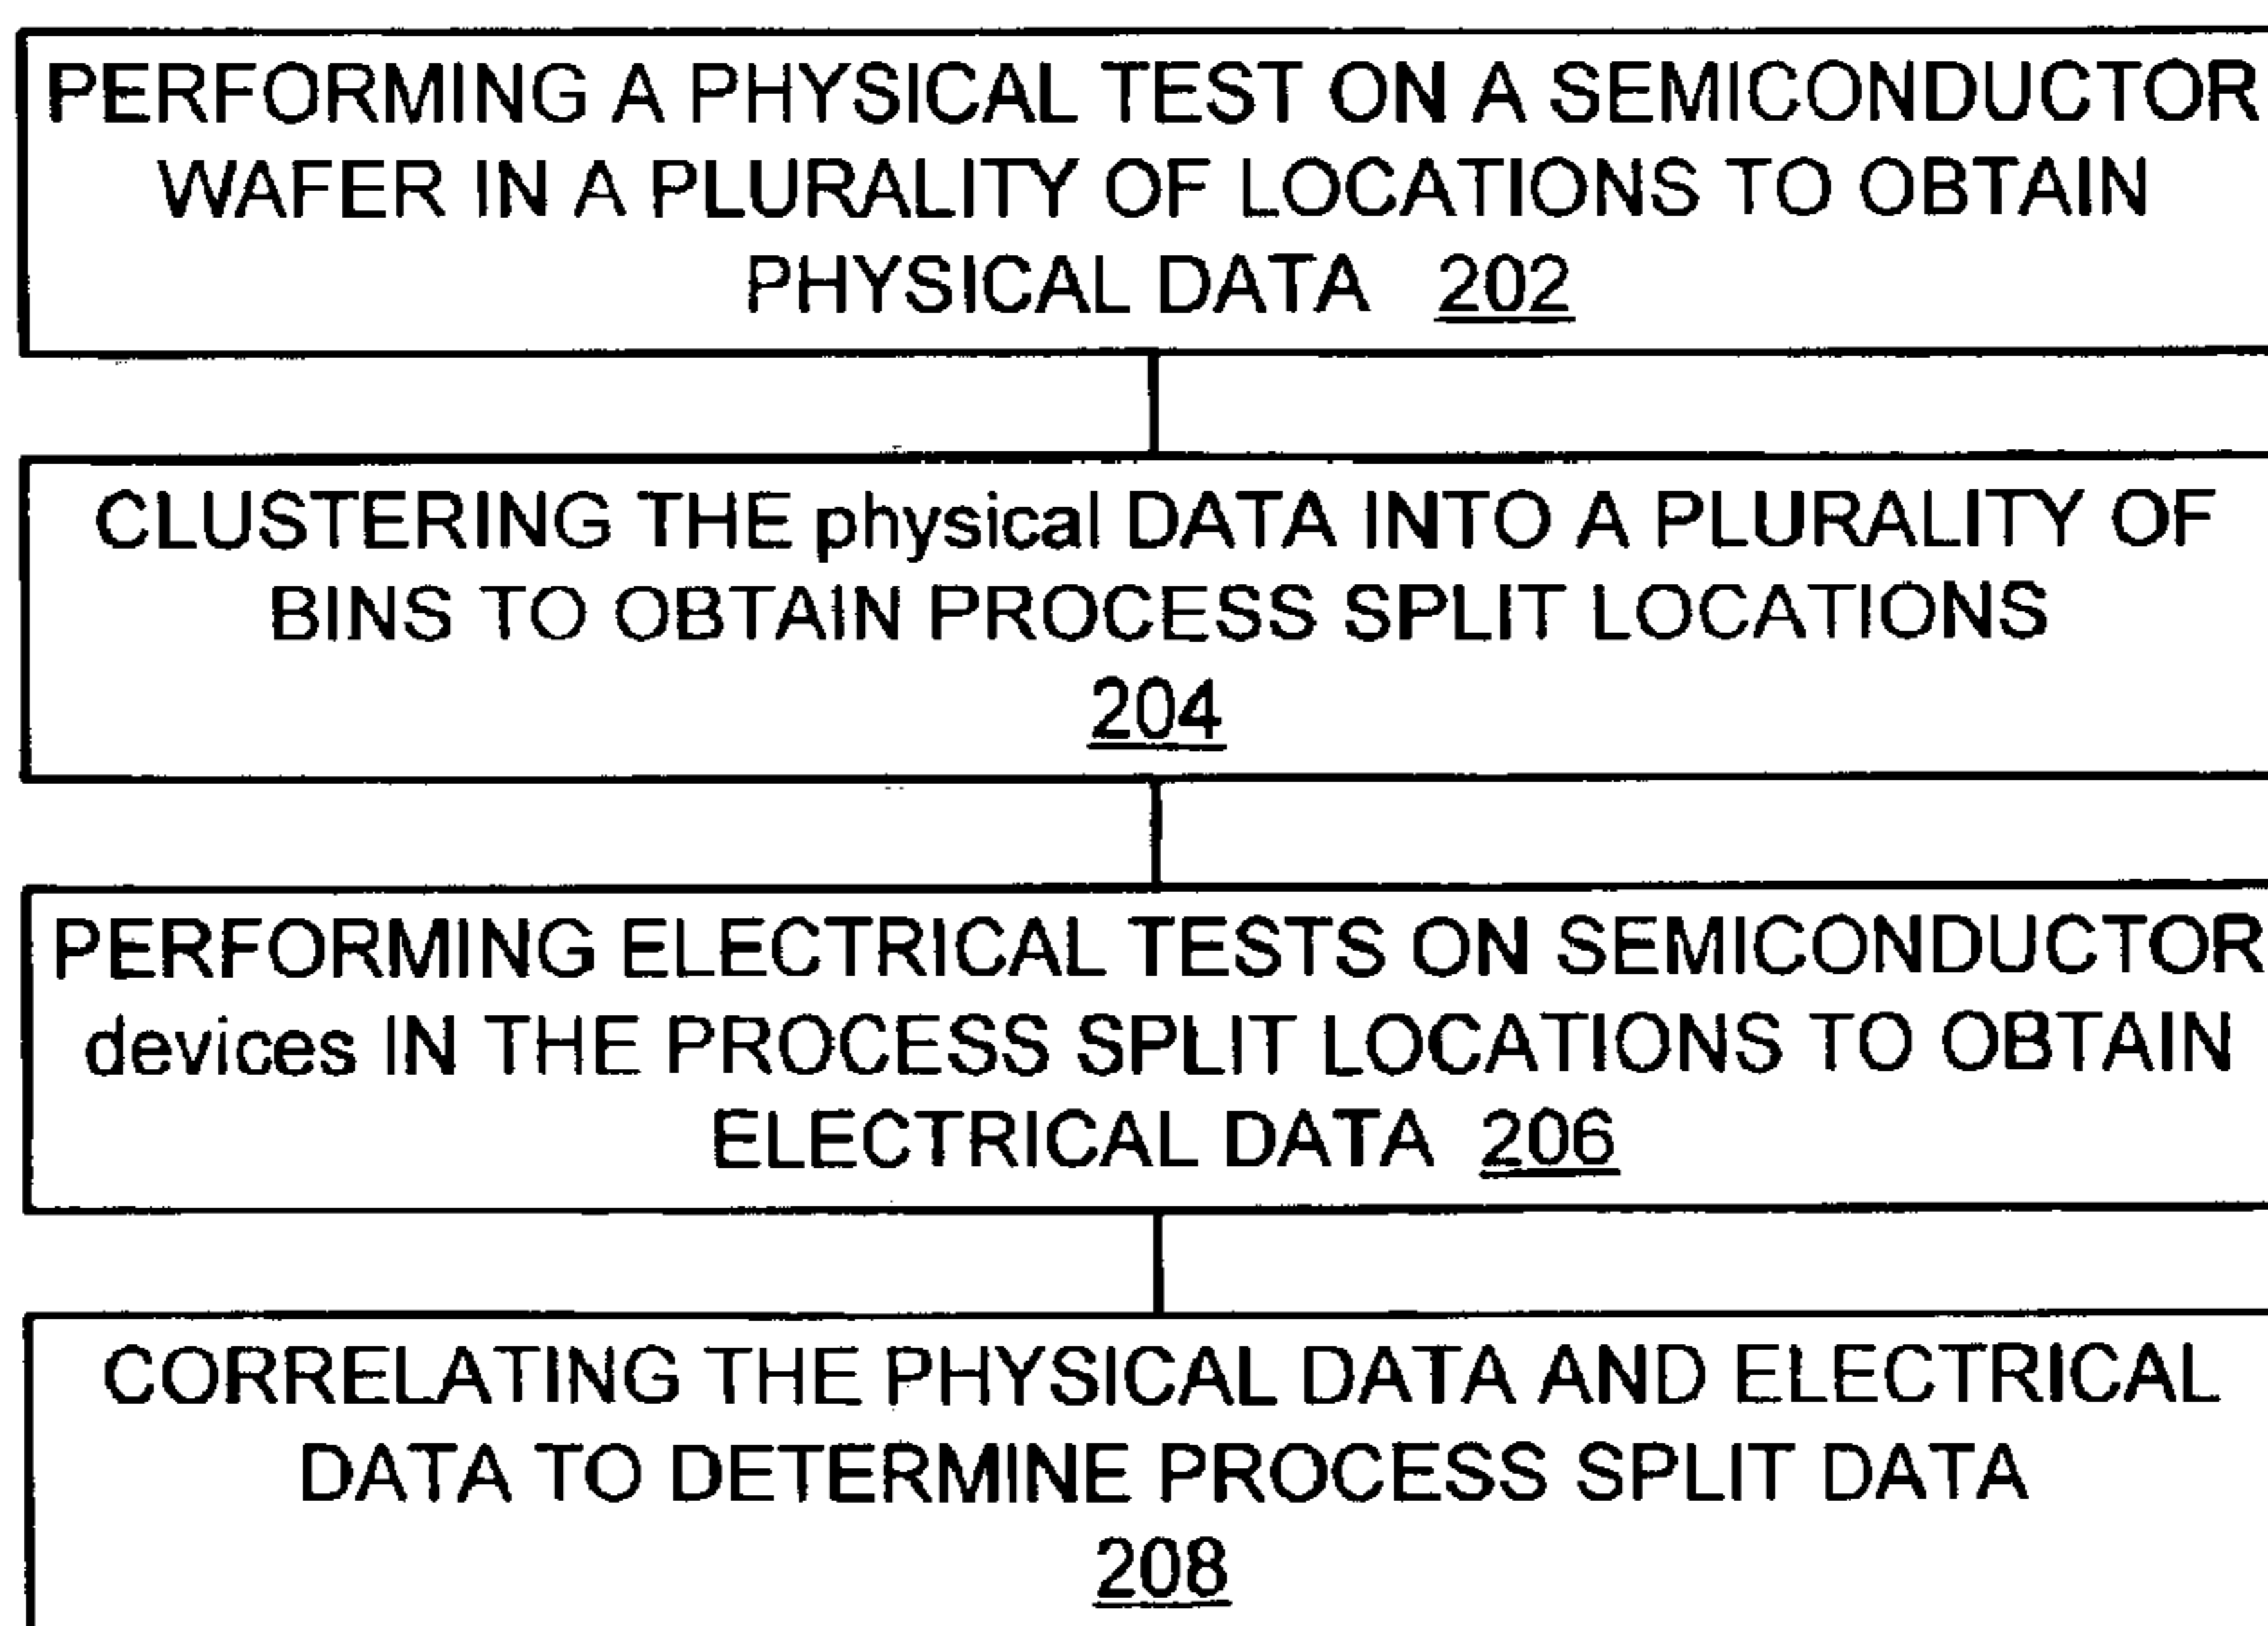 PERFORMING A PHYSICAL TEST ON A SEMICONDUCTOR
WAFER IN A PLURALITY OF LOCATIONS TO OBTAIN
PHYSICAL DATA 202
CLUSTERING THE physical DATA INTO A PLURALITY OF
BINS TO OBTAIN PROCESS SPLIT LOCATIONS
204
PERFORMING ELECTRICAL TESTS ON SEMICONDUCTOR
devices IN THE PROCESS SPLIT LOCATIONS TO OBTAIN
ELECTRICAL DATA 206
CORRELATING THE PHYSICAL DATA AND ELECTRICAL
DATA TO DETERMINE PROCESS SPLIT DATA
208